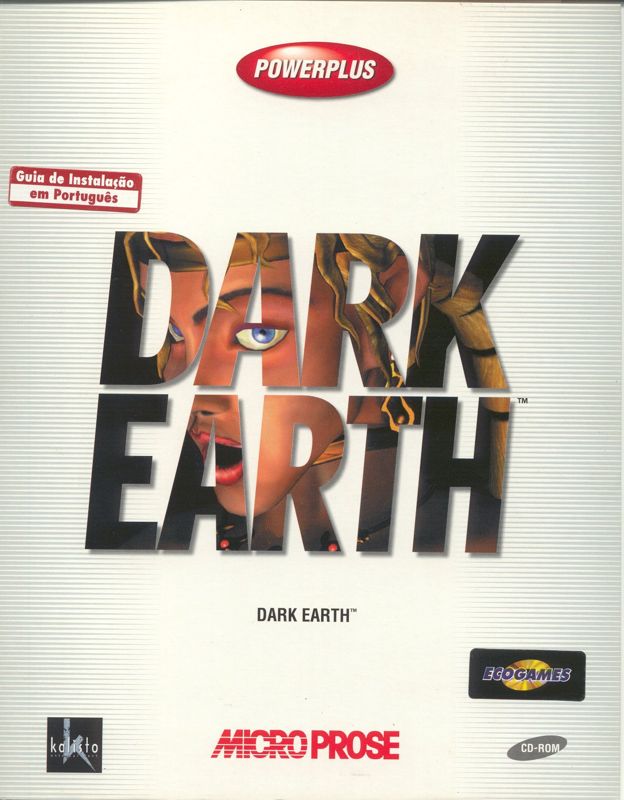 POWERPLUS
Guia de Instalação
em Português
DARK
EARTH™
DARK EARTH™
ECOGAMES
kalisto
MICROPROSE
CD-ROM